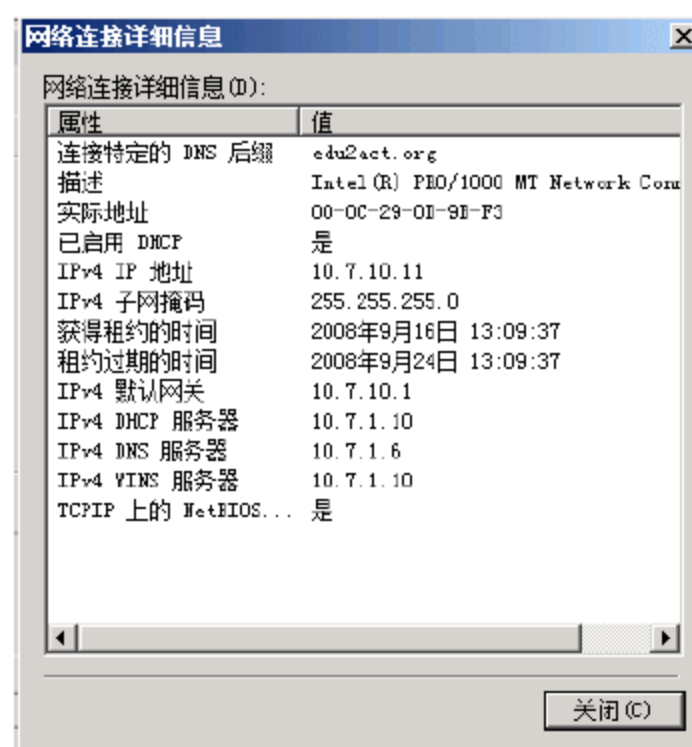 网络连接详细信息
网络连接详细信息(D):
属性 值
连接特定的 DNS 后缀 edu2act.org
描述 Intel(R) PRO/1000 MT Network Conn
实际地址 00-0C-29-0D-9B-F3
已启用 DHCP 是
IPv4 IP 地址 10.7.10.11
IPv4 子网掩码 255.255.255.0
获得租约的时间 2008年9月16日 13:09:37
租约过期的时间 2008年9月24日 13:09:37
IPv4 默认网关 10.7.10.1
IPv4 DHCP 服务器 10.7.1.10
IPv4 DNS 服务器 10.7.1.6
IPv4 WINS 服务器 10.7.1.10
TCPIP 上的 NetBIOS... 是
关闭(C)